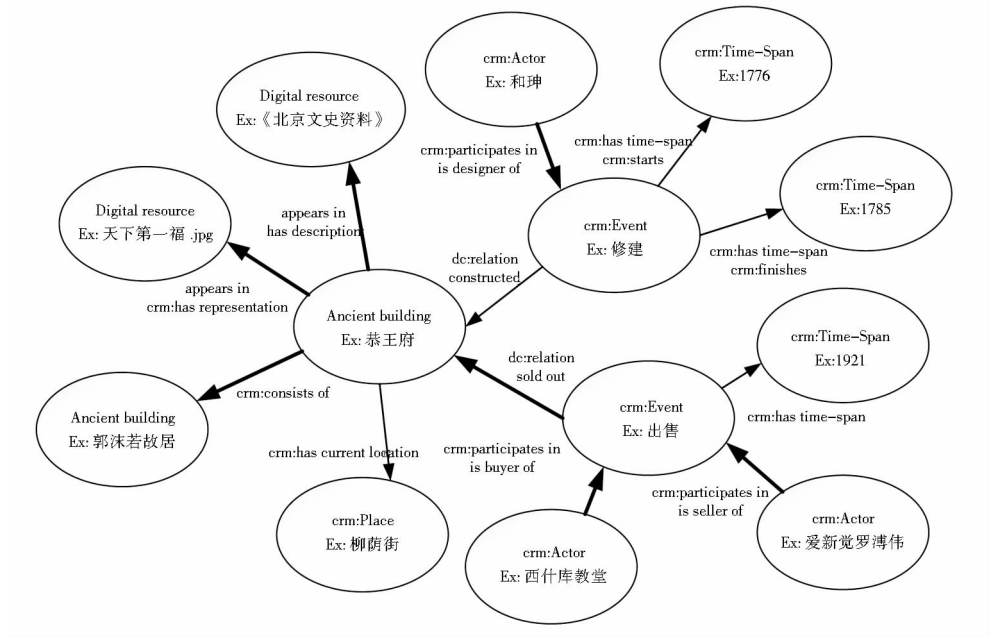 crm:Actor
Ex: 和珅
crm:Time-Span
Ex:1776
Digital resource
Ex:《北京文史资料》
crm:participates in
is designer of
crm:has time-span
crm:starts
crm:Time-Span
Ex:1785
Digital resource
Ex: 天下第一福 .jpg
appears in
has description
crm:Event
Ex: 修建
crm:has time-span
crm:finishes
dc:relation
constructed
appears in
crm:has representation
Ancient building
Ex: 恭王府
crm:Time-Span
Ex:1921
dc:relation
sold out
crm:consists of
crm:Event
Ex: 出售
crm:has time-span
Ancient building
Ex: 郭沫若故居
crm:has current location
crm:participates in
is buyer of
crm:participates in
is seller of
crm:Place
Ex: 柳荫街
crm:Actor
Ex: 爱新觉罗溥伟
crm:Actor
Ex: 西什库教堂